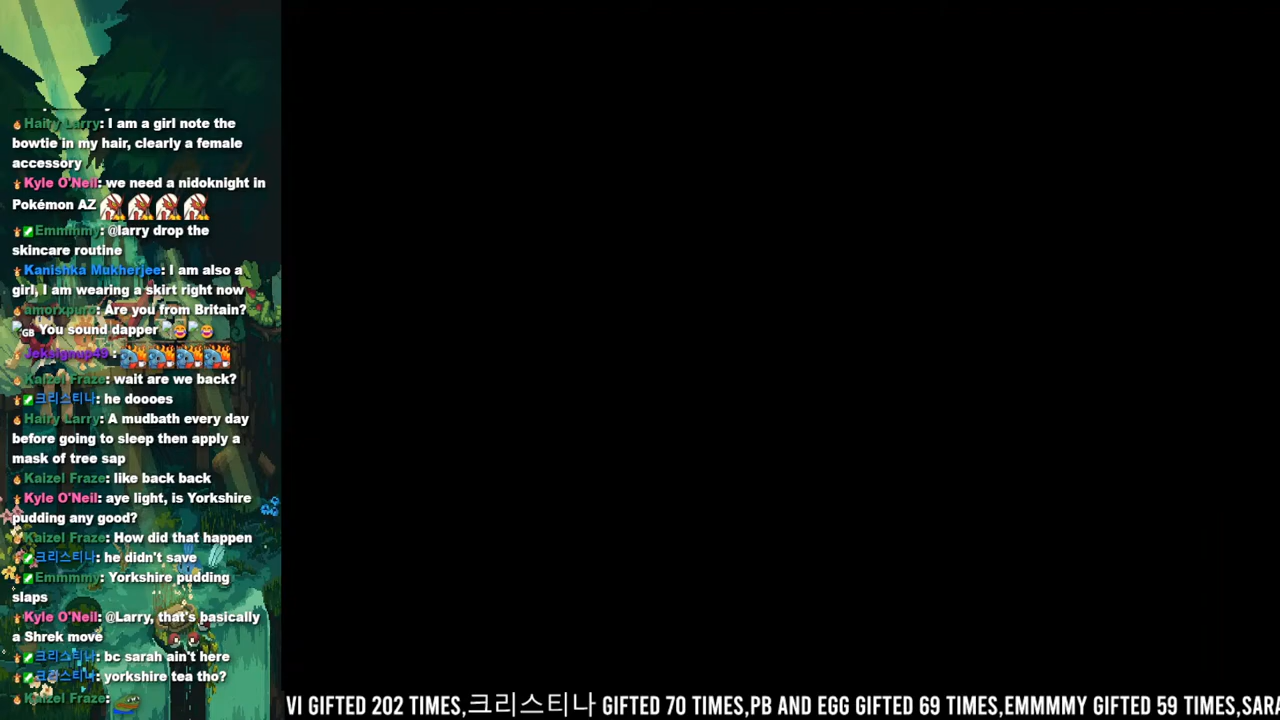 Hairy Larry: I am a girl note the
bowtie in my hair, clearly a female
accessory
Kyle O'Neil: we need a nidoknight in
Pokémon AZ
Emmmmy: @larry drop the
skincare routine
Kanishka Mukherjee: I am also a
girl, I am wearing a skirt right now
amorxpuro: Are you from Britain?
GB You sound dapper
Jeksignup49:
Kaizel Fraze: wait are we back?
크리스티나: he doooes
Hairy Larry: A mudbath every day
before going to sleep then apply a
mask of tree sap
Kaizel Fraze: like back back
Kyle O'Neil: aye light, is Yorkshire
pudding any good?
Kaizel Fraze: How did that happen
크리스티나: he didn't save
Emmmmy: Yorkshire pudding
slaps
Kyle O'Neil: @Larry, that's basically
a Shrek move
크리스티나: bc sarah ain't here
크리스티나: yorkshire tea tho?
Kaizel Fraze:
VI GIFTED 202 TIMES,크리스티나 GIFTED 70 TIMES,PB AND EGG GIFTED 69 TIMES,EMMMMY GIFTED 59 TIMES,SARA